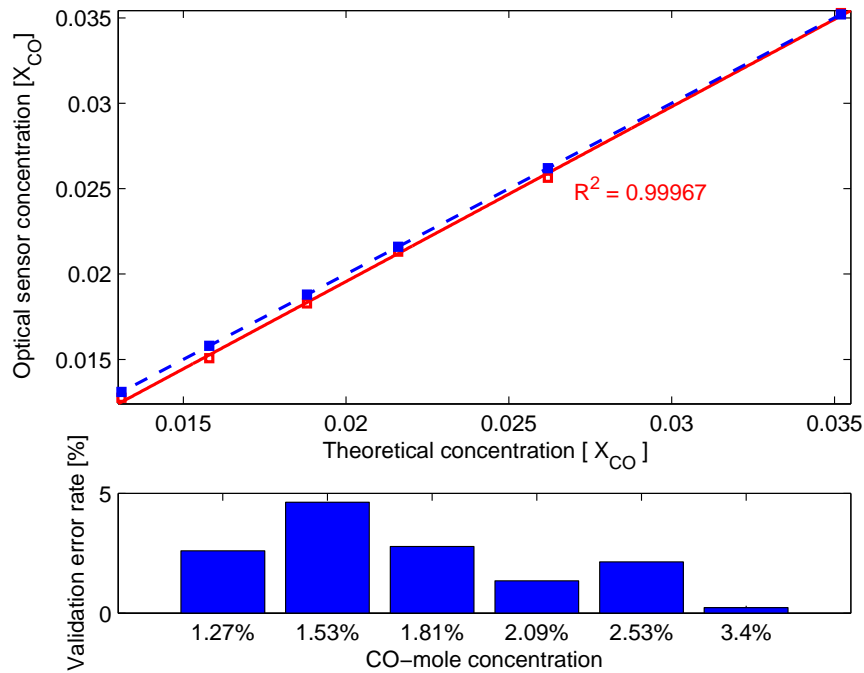 Optical sensor concentration [X_CO]
0.035
0.03
0.025
0.02
0.015
R^2 = 0.99967
0.015 0.02 0.025 0.03 0.035
Theoretical concentration [ X_CO ]
Validation error rate [%]
5
0
1.27% 1.53% 1.81% 2.09% 2.53% 3.4%
CO−mole concentration